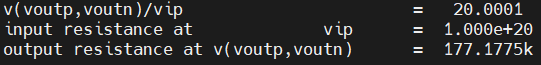 v(voutp,voutn)/vip = 20.0001
input resistance at vip = 1.000e+20
output resistance at v(voutp,voutn) = 177.1775k